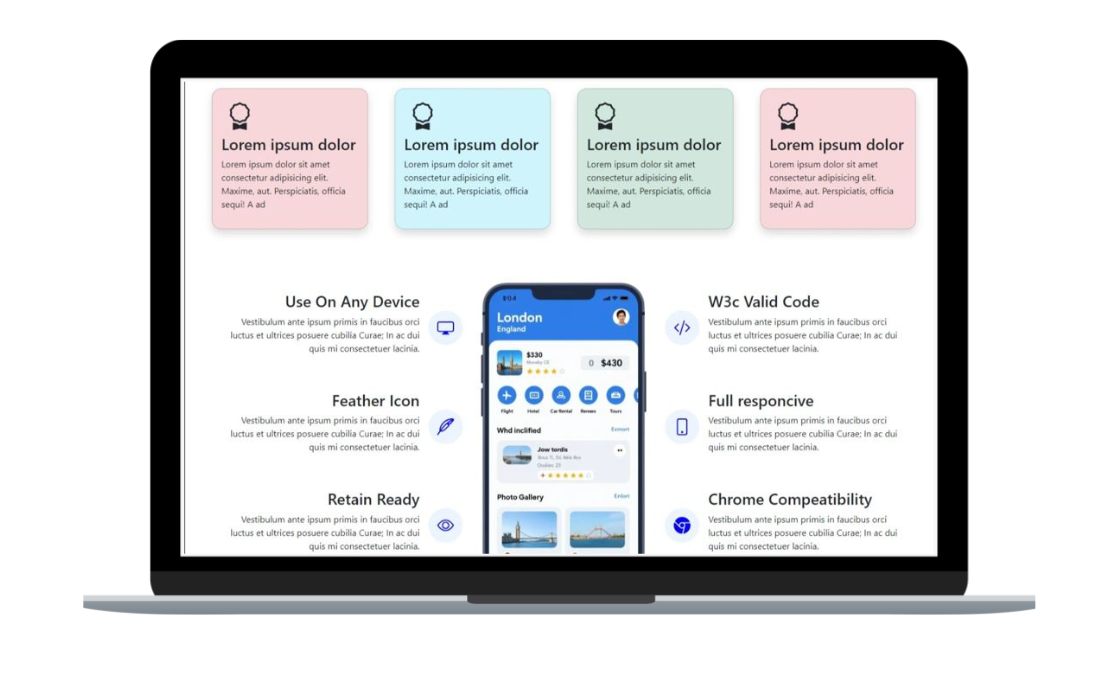 Lorem ipsum dolor
Lorem ipsum dolor sit amet
consectetur adipisicing elit.
Maxime, aut. Perspiciatis, officia
sequi! A ad
Lorem ipsum dolor
Lorem ipsum dolor sit amet
consectetur adipisicing elit.
Maxime, aut. Perspiciatis, officia
sequi! A ad
Lorem ipsum dolor
Lorem ipsum dolor sit amet
consectetur adipisicing elit.
Maxime, aut. Perspiciatis, officia
sequi! A ad
Lorem ipsum dolor
Lorem ipsum dolor sit amet
consectetur adipisicing elit.
Maxime, aut. Perspiciatis, officia
sequi! A ad
Use On Any Device
Vestibulum ante ipsum primis in faucibus orci
luctus et ultrices posuere cubilia Curae; In ac dui
quis mi consectetuer lacinia.
Feather Icon
Vestibulum ante ipsum primis in faucibus orci
luctus et ultrices posuere cubilia Curae; In ac dui
quis mi consectetuer lacinia.
Retain Ready
Vestibulum ante ipsum primis in faucibus orci
luctus et ultrices posuere cubilia Curae; In ac dui
quis mi consectetuer lacinia.
London
England
$330
0 $430
Flight
Hotel
Car Rental
Tours
Whd inclified
Jow tordis
Photo Gallery
W3c Valid Code
Vestibulum ante ipsum primis in faucibus orci
luctus et ultrices posuere cubilia Curae; In ac dui
quis mi consectetuer lacinia.
Full responcive
Vestibulum ante ipsum primis in faucibus orci
luctus et ultrices posuere cubilia Curae; In ac dui
quis mi consectetuer lacinia.
Chrome Compeatibility
Vestibulum ante ipsum primis in faucibus orci
luctus et ultrices posuere cubilia Curae; In ac dui
quis mi consectetuer lacinia.